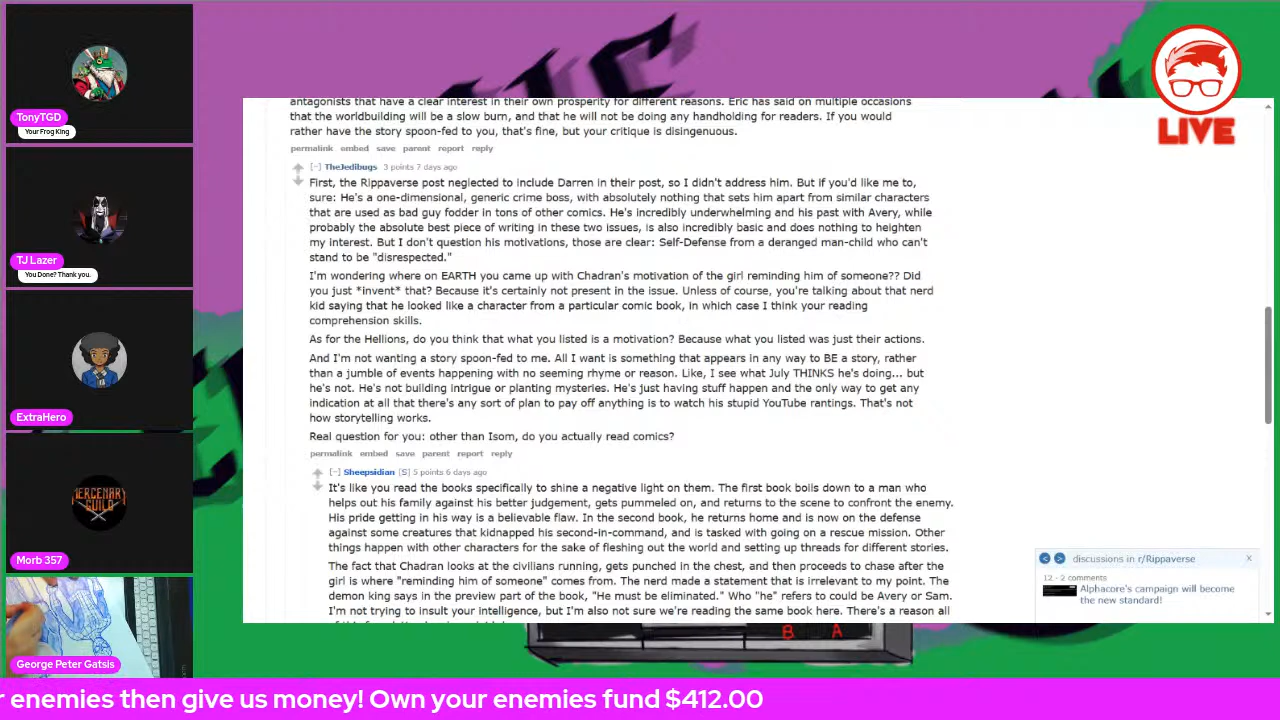 TonyTGD
Your Frog King
TJ Lazer
You Done? Thank you.
ExtraHero
MERCENARY
GUILD
Morb 357
George Peter Gatsis
LIVE
antagonists that have a clear interest in their own prosperity for different reasons. Eric has said on multiple occasions
that the worldbuilding will be a slow burn, and that he will not be doing any handholding for readers. If you would
rather have the story spoon-fed to you, that's fine, but your critique is disingenuous.
permalink embed save parent report reply
[-] TheJedibugs 3 points 7 days ago
First, the Rippaverse post neglected to include Darren in their post, so I didn't address him. But if you'd like me to,
sure: He's a one-dimensional, generic crime boss, with absolutely nothing that sets him apart from similar characters
that are used as bad guy fodder in tons of other comics. He's incredibly underwhelming and his past with Avery, while
probably the absolute best piece of writing in these two issues, is also incredibly basic and does nothing to heighten
my interest. But I don't question his motivations, those are clear: Self-Defense from a deranged man-child who can't
stand to be "disrespected."
I'm wondering where on EARTH you came up with Chadran's motivation of the girl reminding him of someone?? Did
you just *invent* that? Because it's certainly not present in the issue. Unless of course, you're talking about that nerd
kid saying that he looked like a character from a particular comic book, in which case I think your reading
comprehension skills.
As for the Hellions, do you think that what you listed is a motivation? Because what you listed was just their actions.
And I'm not wanting a story spoon-fed to me. All I want is something that appears in any way to BE a story, rather
than a jumble of events happening with no seeming rhyme or reason. Like, I see what July THINKS he's doing... but
he's not. He's not building intrigue or planting mysteries. He's just having stuff happen and the only way to get any
indication at all that there's any sort of plan to pay off anything is to watch his stupid YouTube rantings. That's not
how storytelling works.
Real question for you: other than Isom, do you actually read comics?
permalink embed save parent report reply
[-] Sheepsidian [S] 5 points 6 days ago
It's like you read the books specifically to shine a negative light on them. The first book boils down to a man who
helps out his family against his better judgement, gets pummeled on, and returns to the scene to confront the enemy.
His pride getting in his way is a believable flaw. In the second book, he returns home and is now on the defense
against some creatures that kidnapped his second-in-command, and is tasked with going on a rescue mission. Other
things happen with other characters for the sake of fleshing out the world and setting up threads for different stories.
The fact that Chadran looks at the civilians running, gets punched in the chest, and then proceeds to chase after the
girl is where "reminding him of someone" comes from. The nerd made a statement that is irrelevant to my point. The
demon king says in the preview part of the book, "He must be eliminated." Who "he" refers to could be Avery or Sam.
I'm not trying to insult your intelligence, but I'm also not sure we're reading the same book here. There's a reason all
discussions in r/Rippaverse X
12 · 2 comments
Alphacore's campaign will become
the new standard!
B A
r enemies then give us money! Own your enemies fund $412.00